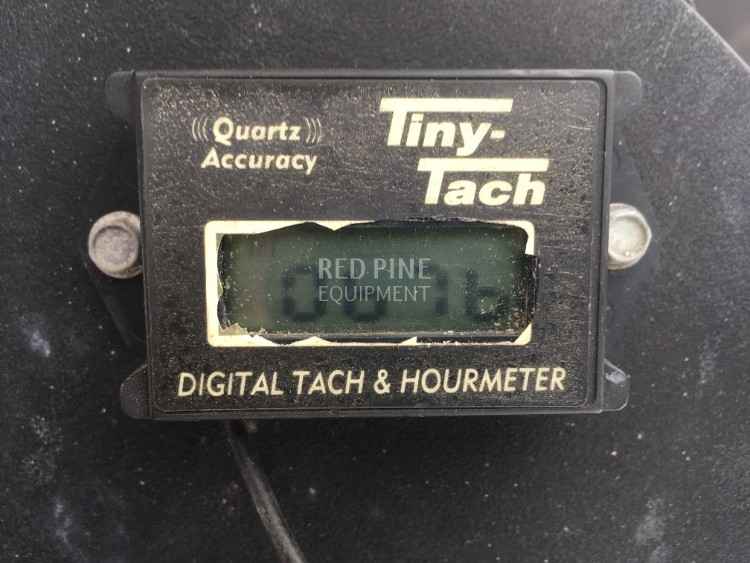 Quartz
Accuracy
Tiny-
Tach
RED PINE
EQUIPMENT
DIGITAL TACH & HOURMETER